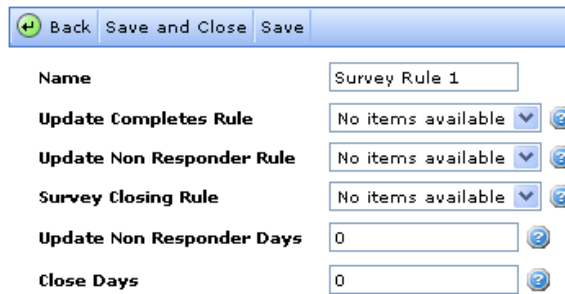 Back Save and Close Save
Name Survey Rule 1
Update Completes Rule No items available
Update Non Responder Rule No items available
Survey Closing Rule No items available
Update Non Responder Days 0
Close Days 0